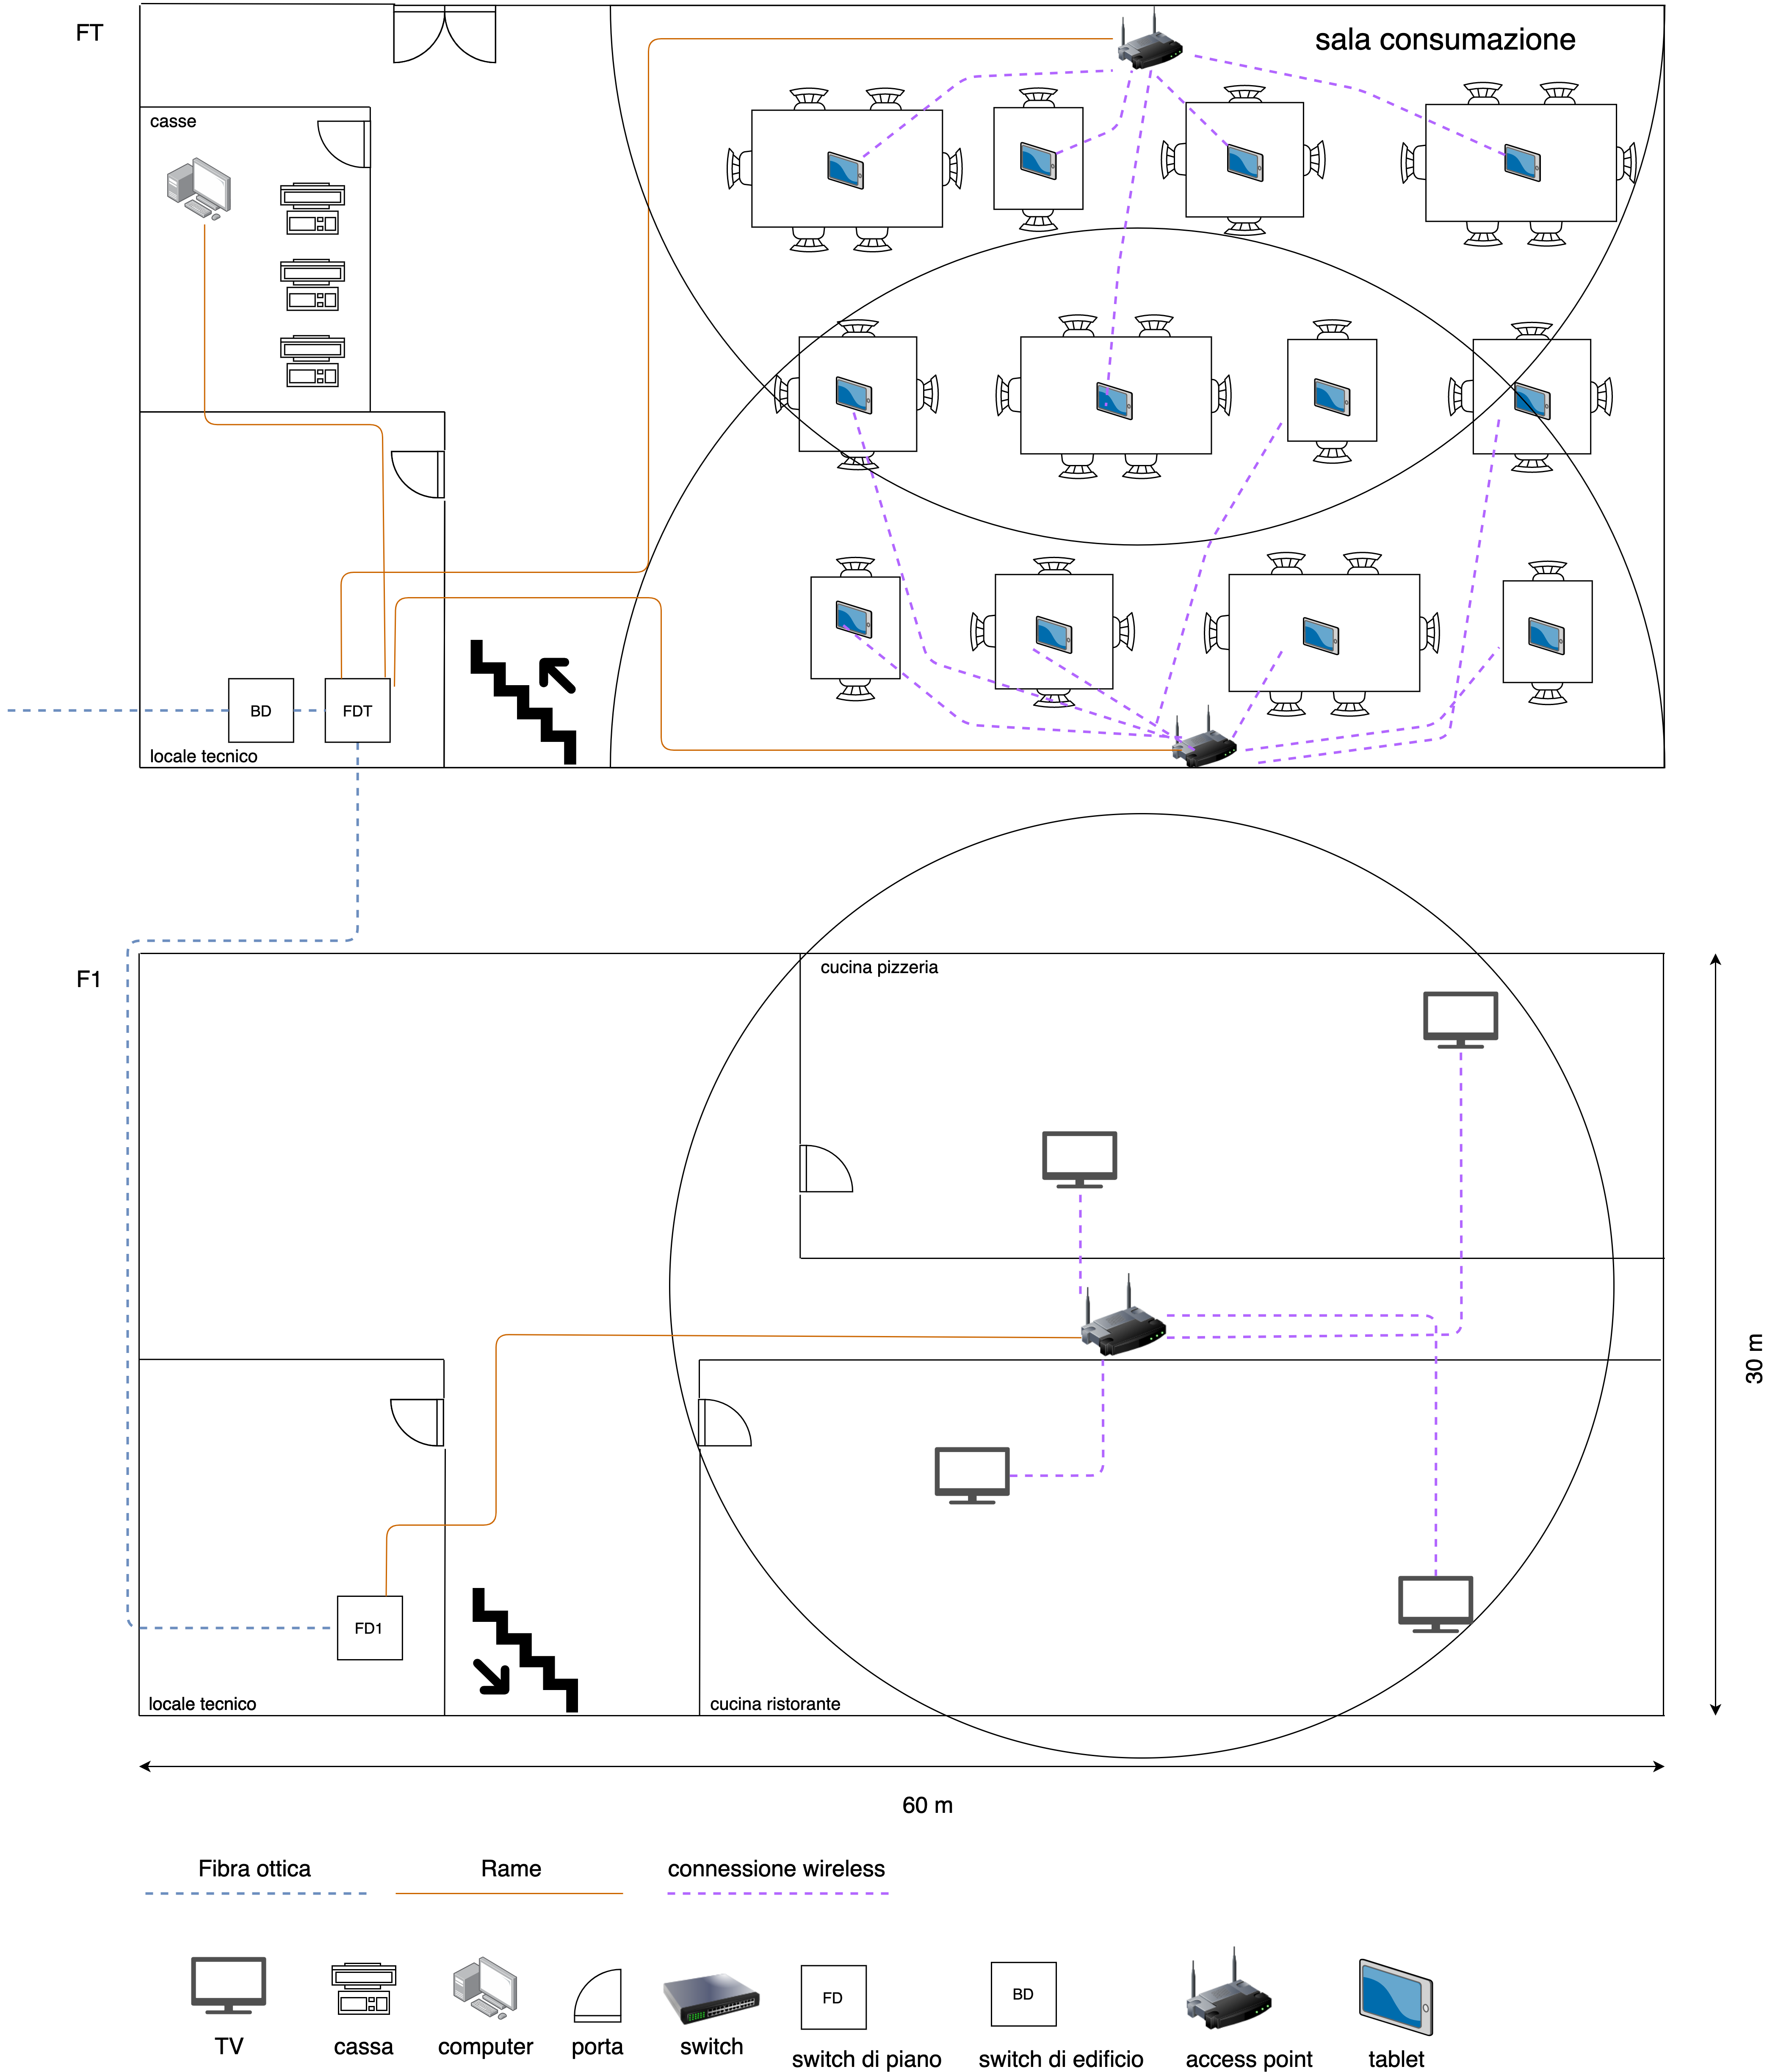 FT
sala consumazione
casse
BD
FDT
locale tecnico
F1
cucina pizzeria
30 m
FD1
locale tecnico
cucina ristorante
60 m
Fibra ottica
Rame
connessione wireless
FD
BD
TV
cassa
computer
porta
switch
switch di piano
switch di edificio
access point
tablet